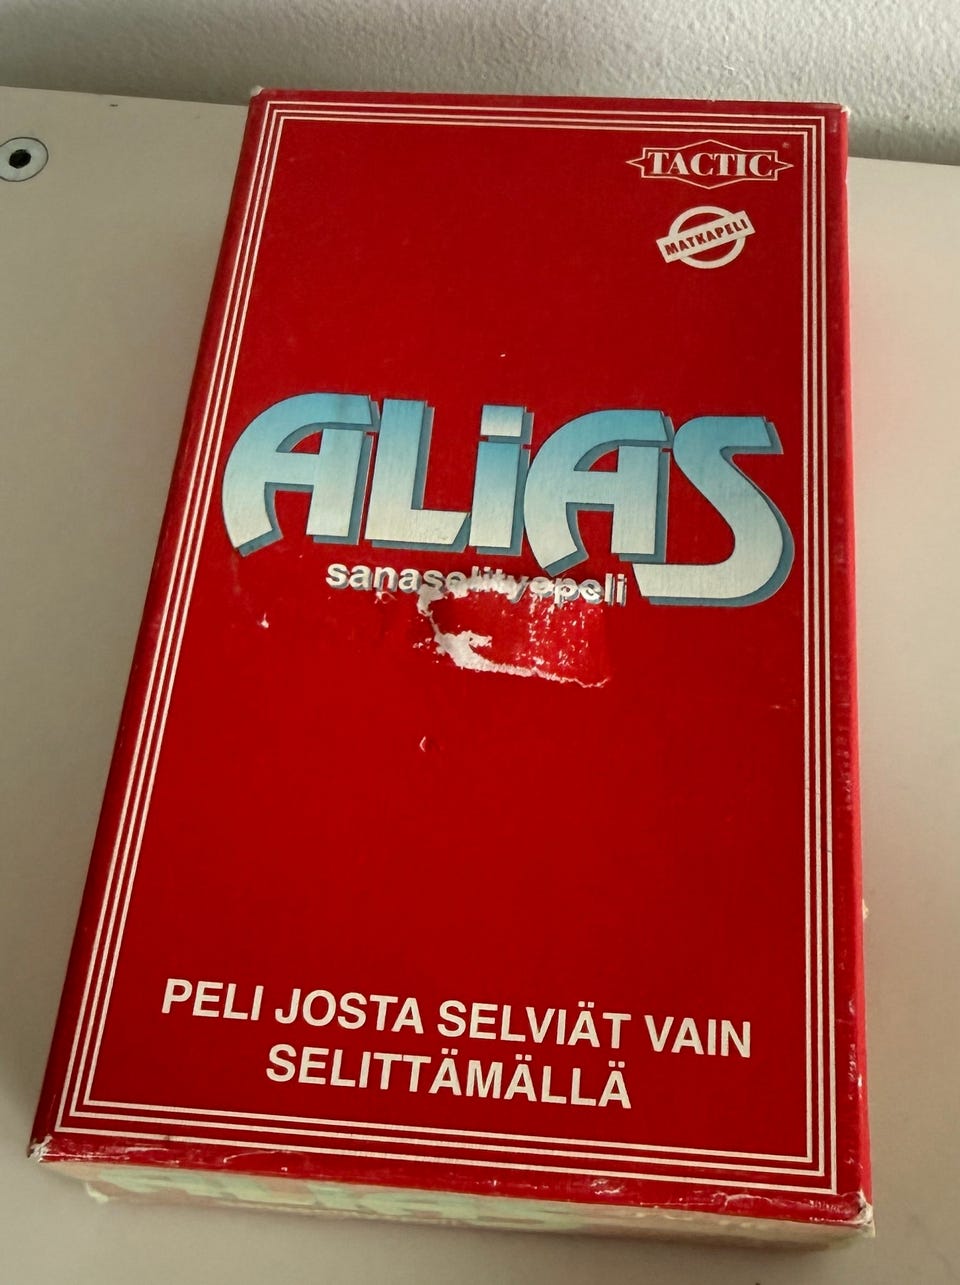 TACTIC
MATKAPELI
ALiAS
sanaselityspeli
PELI JOSTA SELVIÄT VAIN
SELITTÄMÄLLÄ